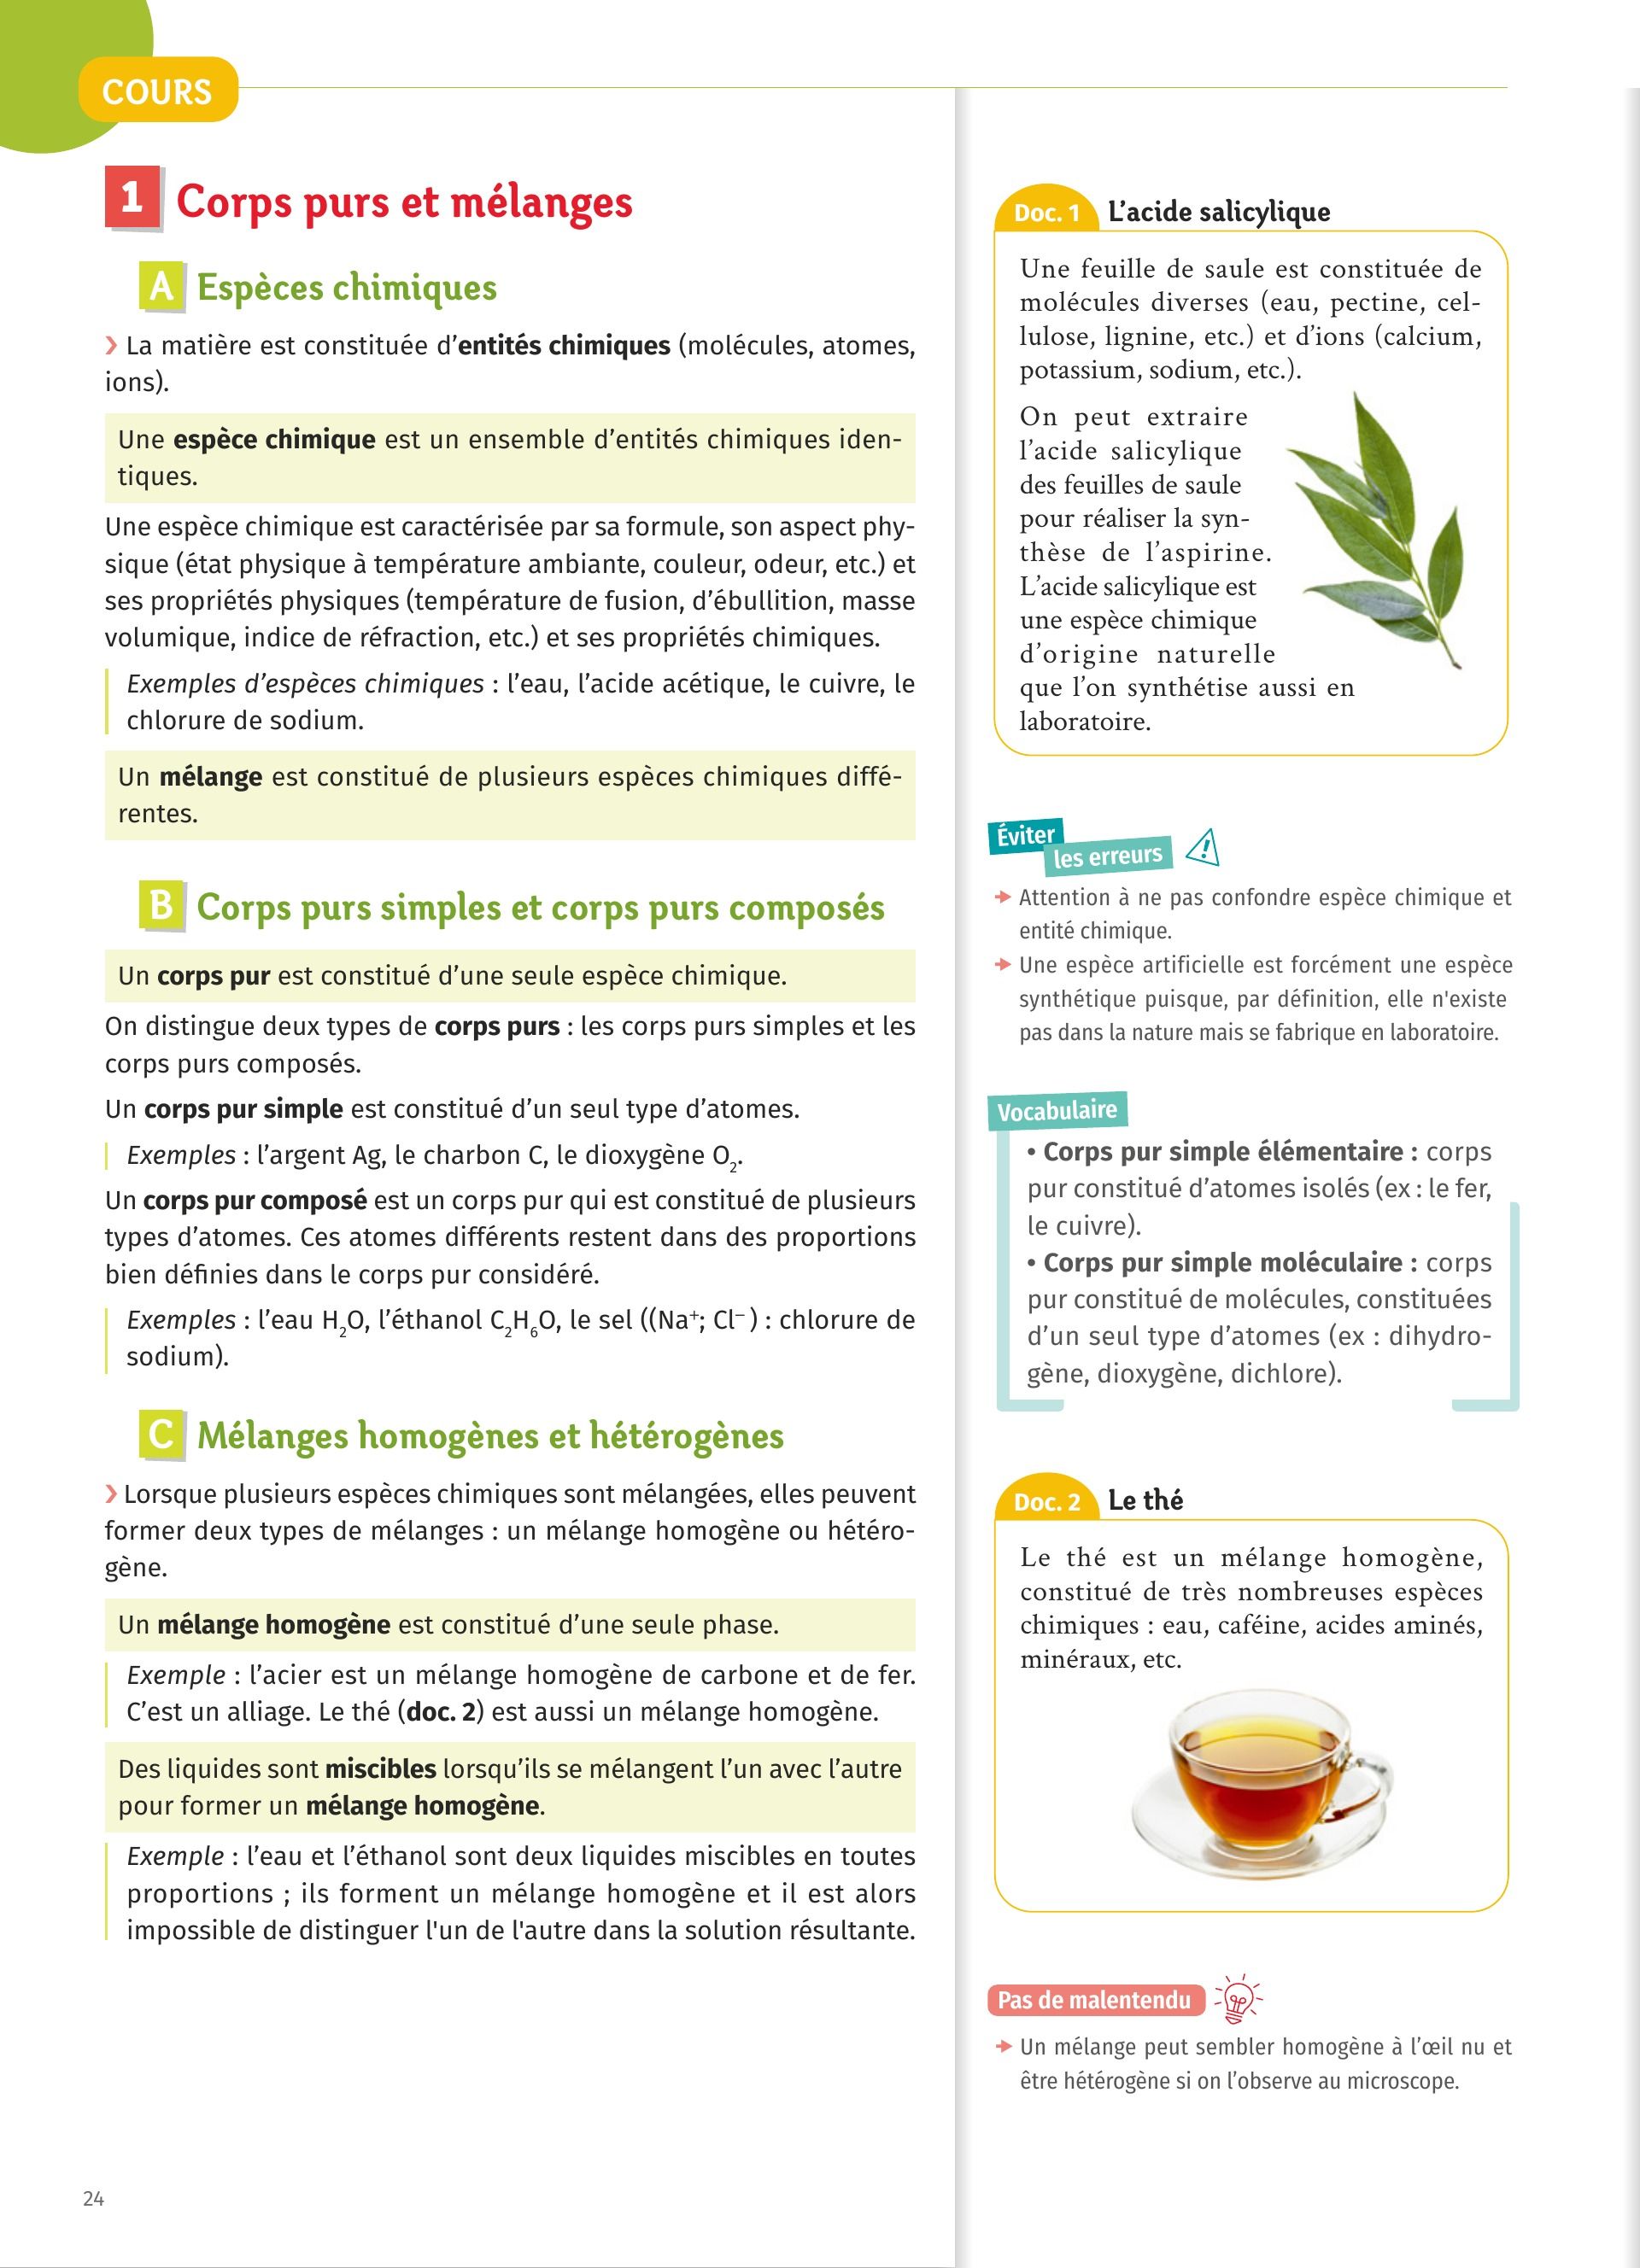 COURS
1 Corps purs et mélanges
A Espèces chimiques
› La matière est constituée d’entités chimiques (molécules, atomes,
ions).
Une espèce chimique est un ensemble d’entités chimiques iden-
tiques.
Une espèce chimique est caractérisée par sa formule, son aspect phy-
sique (état physique à température ambiante, couleur, odeur, etc.) et
ses propriétés physiques (température de fusion, d’ébullition, masse
volumique, indice de réfraction, etc.) et ses propriétés chimiques.
Exemples d’espèces chimiques : l’eau, l’acide acétique, le cuivre, le
chlorure de sodium.
Un mélange est constitué de plusieurs espèces chimiques diffé-
rentes.
B Corps purs simples et corps purs composés
Un corps pur est constitué d’une seule espèce chimique.
On distingue deux types de corps purs : les corps purs simples et les
corps purs composés.
Un corps pur simple est constitué d’un seul type d’atomes.
Exemples : l’argent Ag, le charbon C, le dioxygène O₂.
Un corps pur composé est un corps pur qui est constitué de plusieurs
types d’atomes. Ces atomes différents restent dans des proportions
bien définies dans le corps pur considéré.
Exemples : l’eau H₂O, l’éthanol C₂H₆O, le sel ((Na⁺; Cl⁻ ) : chlorure de
sodium).
C Mélanges homogènes et hétérogènes
› Lorsque plusieurs espèces chimiques sont mélangées, elles peuvent
former deux types de mélanges : un mélange homogène ou hétéro-
gène.
Un mélange homogène est constitué d’une seule phase.
Exemple : l’acier est un mélange homogène de carbone et de fer.
C’est un alliage. Le thé (doc. 2) est aussi un mélange homogène.
Des liquides sont miscibles lorsqu’ils se mélangent l’un avec l’autre
pour former un mélange homogène.
Exemple : l’eau et l’éthanol sont deux liquides miscibles en toutes
proportions ; ils forment un mélange homogène et il est alors
impossible de distinguer l'un de l'autre dans la solution résultante.
24
Doc. 1 L’acide salicylique
Une feuille de saule est constituée de
molécules diverses (eau, pectine, cel-
lulose, lignine, etc.) et d’ions (calcium,
potassium, sodium, etc.).
On peut extraire
l’acide salicylique
des feuilles de saule
pour réaliser la syn-
thèse de l’aspirine.
L’acide salicylique est
une espèce chimique
d’origine naturelle
que l’on synthétise aussi en
laboratoire.
Éviter
les erreurs
Attention à ne pas confondre espèce chimique et
entité chimique.
Une espèce artificielle est forcément une espèce
synthétique puisque, par définition, elle n'existe
pas dans la nature mais se fabrique en laboratoire.
Vocabulaire
• Corps pur simple élémentaire : corps
pur constitué d’atomes isolés (ex : le fer,
le cuivre).
• Corps pur simple moléculaire : corps
pur constitué de molécules, constituées
d’un seul type d’atomes (ex : dihydro-
gène, dioxygène, dichlore).
Doc. 2 Le thé
Le thé est un mélange homogène,
constitué de très nombreuses espèces
chimiques : eau, caféine, acides aminés,
minéraux, etc.
Pas de malentendu
Un mélange peut sembler homogène à l’œil nu et
être hétérogène si on l’observe au microscope.